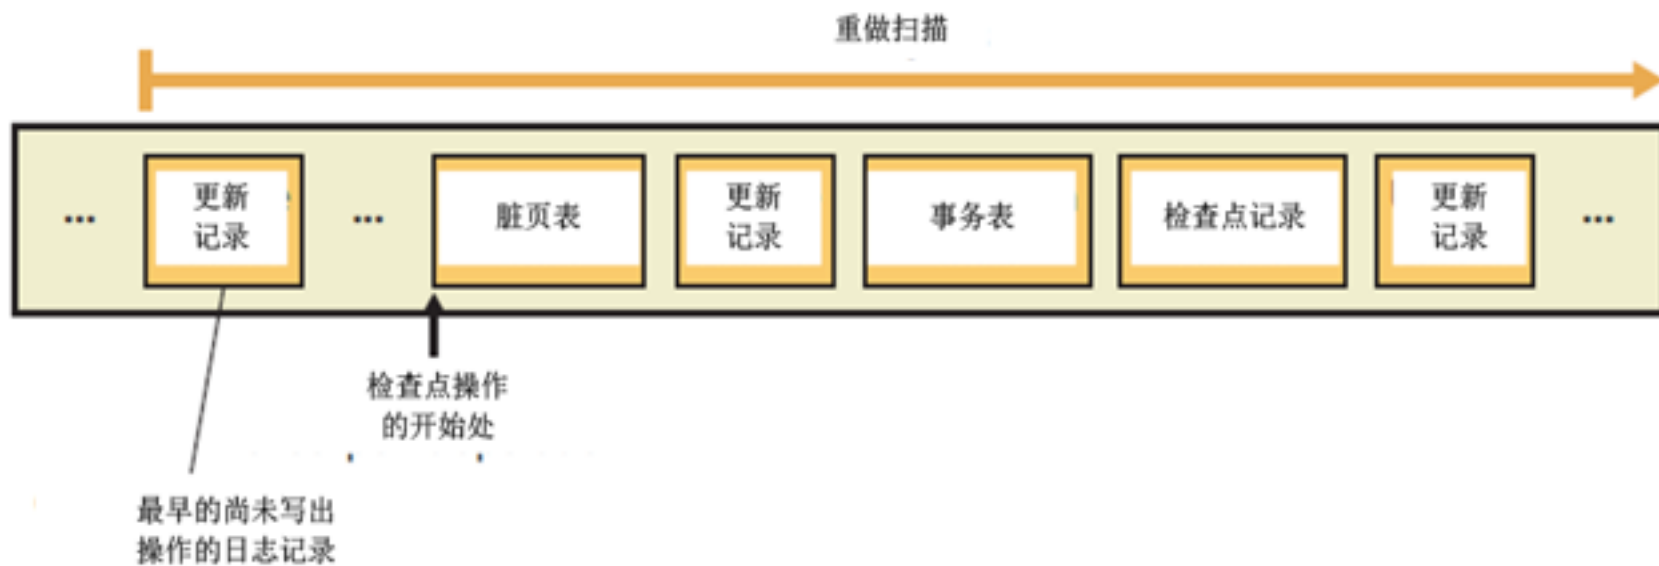 重做扫描
...
更新
记录
...
脏页表
更新
记录
事务表
检查点记录
更新
记录
...
检查点操作
的开始处
最早的尚未写出
操作的日志记录